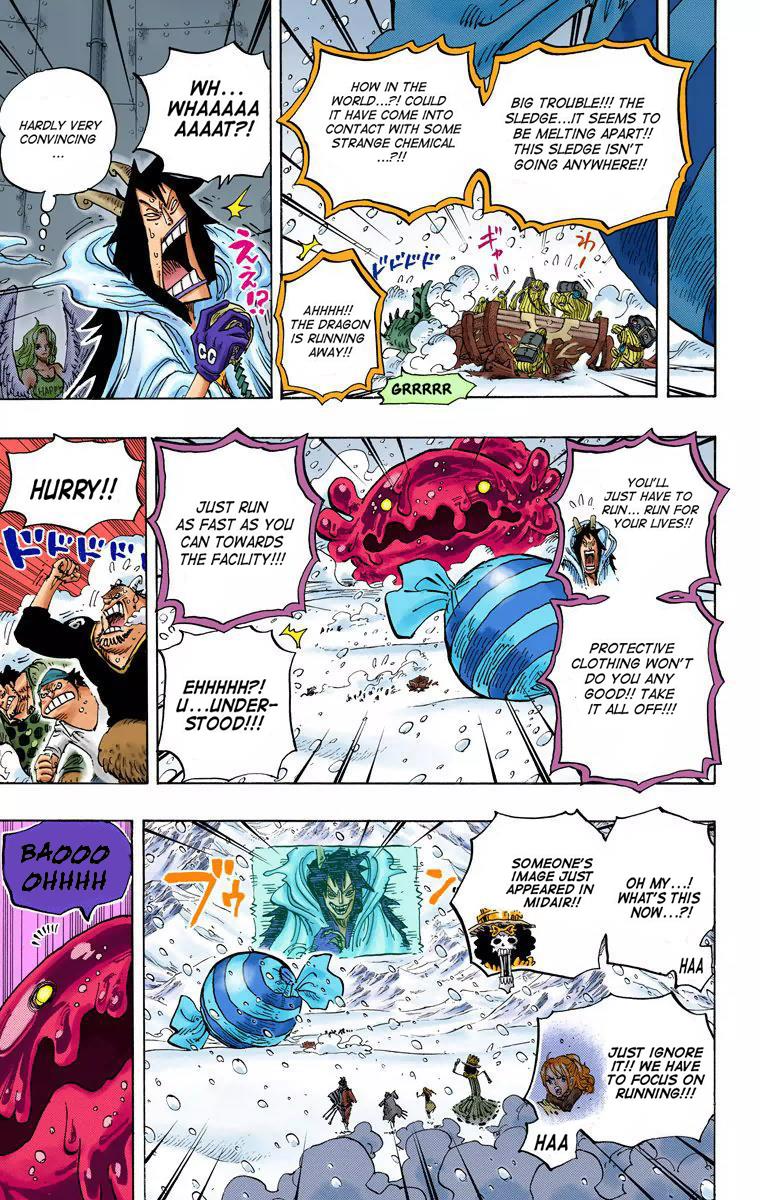 BIG TROUBLE!!! THE
SLEDGE...IT SEEMS TO
BE MELTING APART!!
THIS SLEDGE ISN'T
GOING ANYWHERE!!
HOW IN THE
WORLD...?! COULD
IT HAVE COME INTO
CONTACT WITH SOME
STRANGE CHEMICAL
...?!!
わー
ギャー
ドドドド
AHHHH!!
THE DRAGON
IS RUNNING
AWAY!!
GRRRRR
WH...
WHAAAAA
AAAAT?!
HARDLY VERY
CONVINCING
...
ええ!?
CC
HAPPY
YOU'LL
JUST HAVE TO
RUN... RUN FOR
YOUR LIVES!!
PROTECTIVE
CLOTHING WON'T
DO YOU ANY
GOOD!! TAKE
IT ALL OFF!!!
JUST RUN
AS FAST AS YOU
CAN TOWARDS
THE FACILITY!!!
EHHHHH?!
U...UNDER-
STOOD!!!
HURRY!!
ドドドドド
OH MY...!
WHAT'S THIS
NOW...?!
SOMEONE'S
IMAGE JUST
APPEARED IN
MIDAIR!!
HAA
ブゥン
JUST IGNORE
IT!! WE HAVE
TO FOCUS ON
RUNNING!!!
HAA
BAOOO
OHHHH